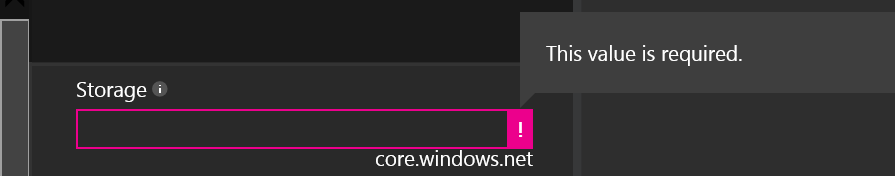 This value is required.
Storage
!
core.windows.net